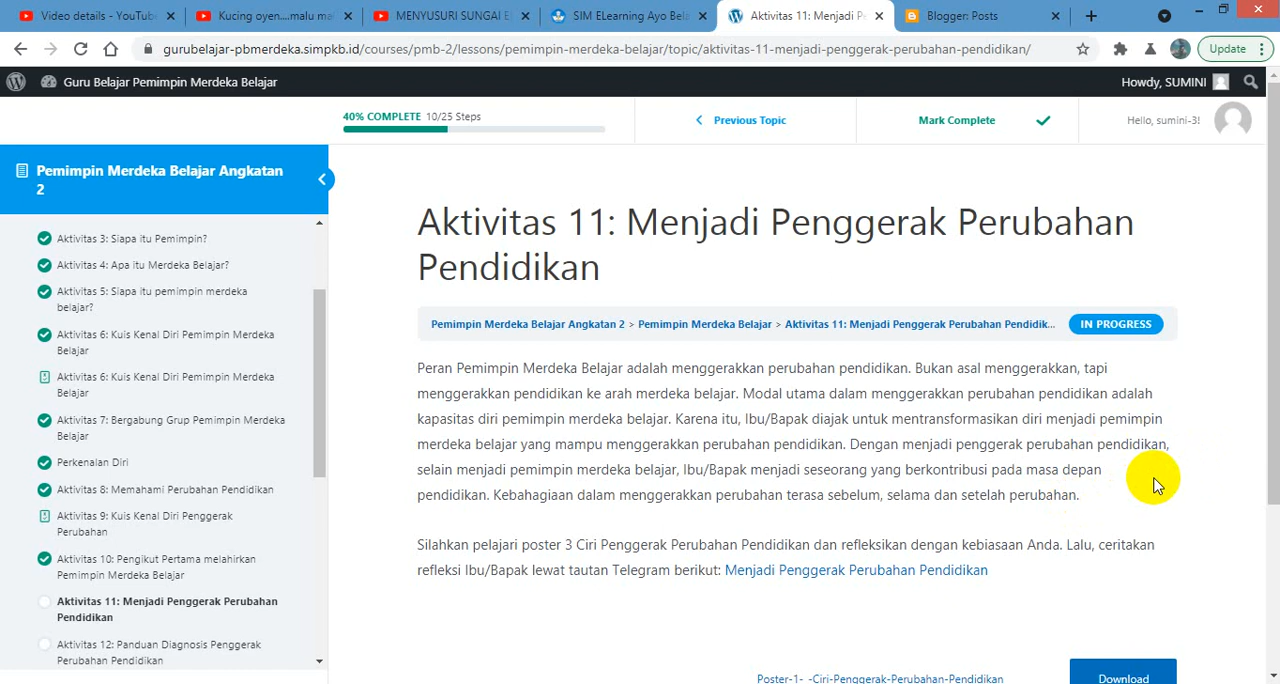 Video details - YouTube
Kucing oyen....malu ma
MENYUSURI SUNGAI B
SIM ELearning Ayo Bela
Aktivitas 11: Menjadi P
Blogger: Posts
gurubelajar-pbmerdeka.simpkb.id/courses/pmb-2/lessons/pemimpin-merdeka-belajar/topic/aktivitas-11-menjadi-penggerak-perubahan-pendidikan/
Update
Guru Belajar Pemimpin Merdeka Belajar
Howdy, SUMINI
40% COMPLETE 10/25 Steps
Previous Topic
Mark Complete
Hello, sumini-3!
Pemimpin Merdeka Belajar Angkatan
2
Aktivitas 3: Siapa itu Pemimpin?
Aktivitas 4: Apa itu Merdeka Belajar?
Aktivitas 5: Siapa itu pemimpin merdeka
belajar?
Aktivitas 6: Kuis Kenal Diri Pemimpin Merdeka
Belajar
Aktivitas 6: Kuis Kenal Diri Pemimpin Merdeka
Belajar
Aktivitas 7: Bergabung Grup Pemimpin Merdeka
Belajar
Perkenalan Diri
Aktivitas 8: Memahami Perubahan Pendidikan
Aktivitas 9: Kuis Kenal Diri Penggerak
Perubahan
Aktivitas 10: Pengikut Pertama melahirkan
Pemimpin Merdeka Belajar
Aktivitas 11: Menjadi Penggerak Perubahan
Pendidikan
Aktivitas 12: Panduan Diagnosis Penggerak
Perubahan Pendidikan
Aktivitas 11: Menjadi Penggerak Perubahan
Pendidikan
Pemimpin Merdeka Belajar Angkatan 2 > Pemimpin Merdeka Belajar > Aktivitas 11: Menjadi Penggerak Perubahan Pendidik...
IN PROGRESS
Peran Pemimpin Merdeka Belajar adalah menggerakkan perubahan pendidikan. Bukan asal menggerakkan, tapi
menggerakkan pendidikan ke arah merdeka belajar. Modal utama dalam menggerakkan perubahan pendidikan adalah
kapasitas diri pemimpin merdeka belajar. Karena itu, Ibu/Bapak diajak untuk mentransformasikan diri menjadi pemimpin
merdeka belajar yang mampu menggerakkan perubahan pendidikan. Dengan menjadi penggerak perubahan pendidikan,
selain menjadi pemimpin merdeka belajar, Ibu/Bapak menjadi seseorang yang berkontribusi pada masa depan
pendidikan. Kebahagiaan dalam menggerakkan perubahan terasa sebelum, selama dan setelah perubahan.
Silahkan pelajari poster 3 Ciri Penggerak Perubahan Pendidikan dan refleksikan dengan kebiasaan Anda. Lalu, ceritakan
refleksi Ibu/Bapak lewat tautan Telegram berikut: Menjadi Penggerak Perubahan Pendidikan
Poster-1-_-Ciri-Penggerak-Perubahan-Pendidikan
Download